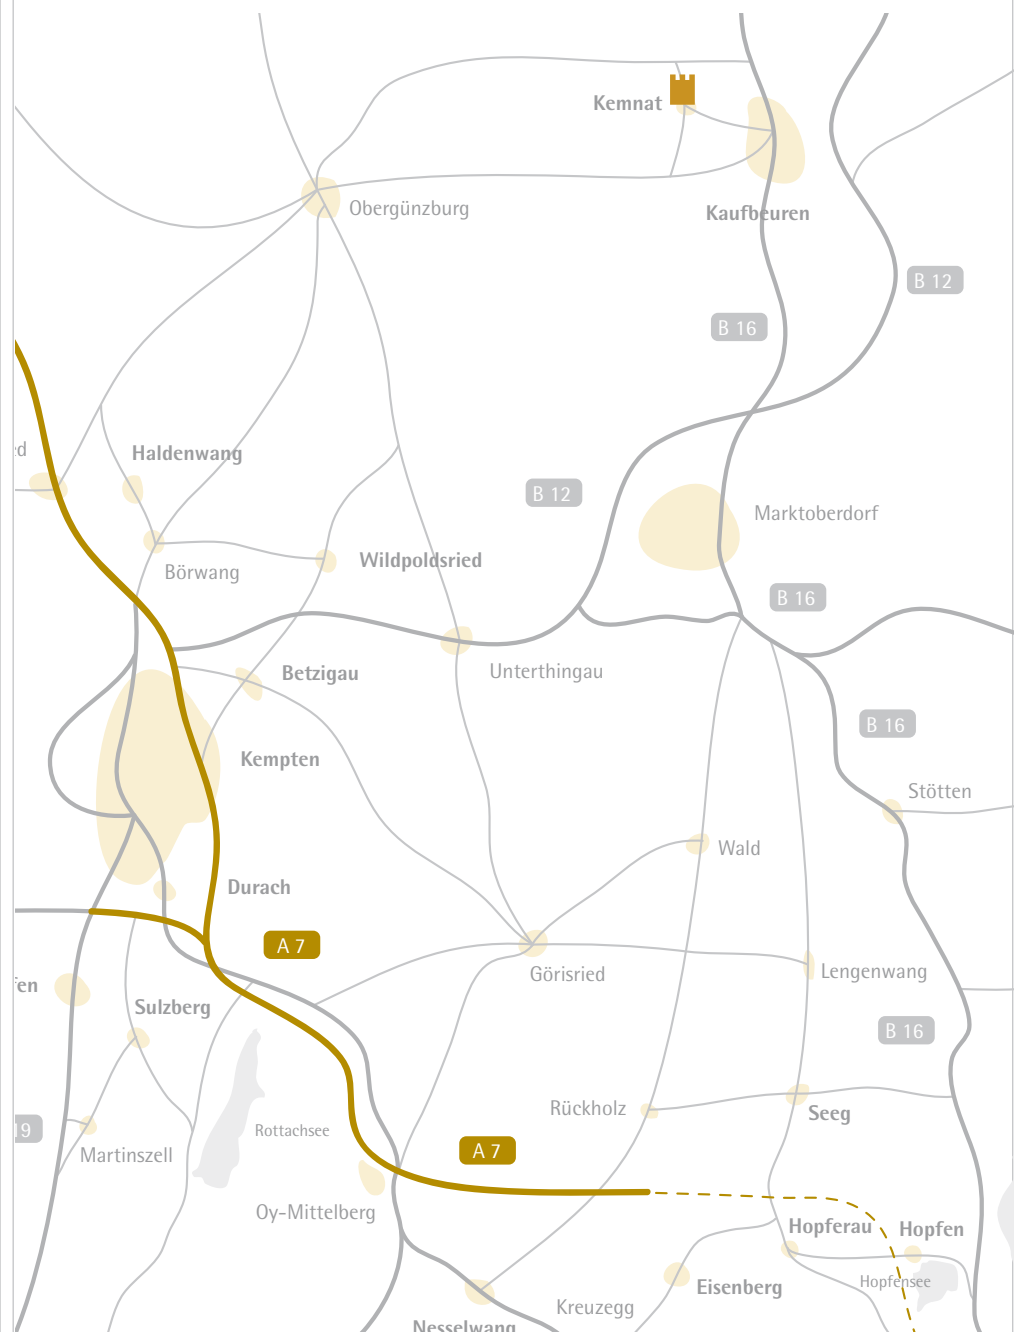 Kemnat
Obergünzburg
Kaufbeuren
B 12
B 16
Haldenwang
B 12
Marktoberdorf
Wildpoldsried
Börwang
B 16
Betzigau
Unterthingau
B 16
Kempten
Stötten
Wald
Durach
A 7
Görisried
Lengenwang
Sulzberg
B 16
Rückholz
Seeg
19
Rottachsee
Martinszell
A 7
Oy-Mittelberg
Hopferau
Hopfen
Hopfensee
Eisenberg
Kreuzegg
Nesselwang